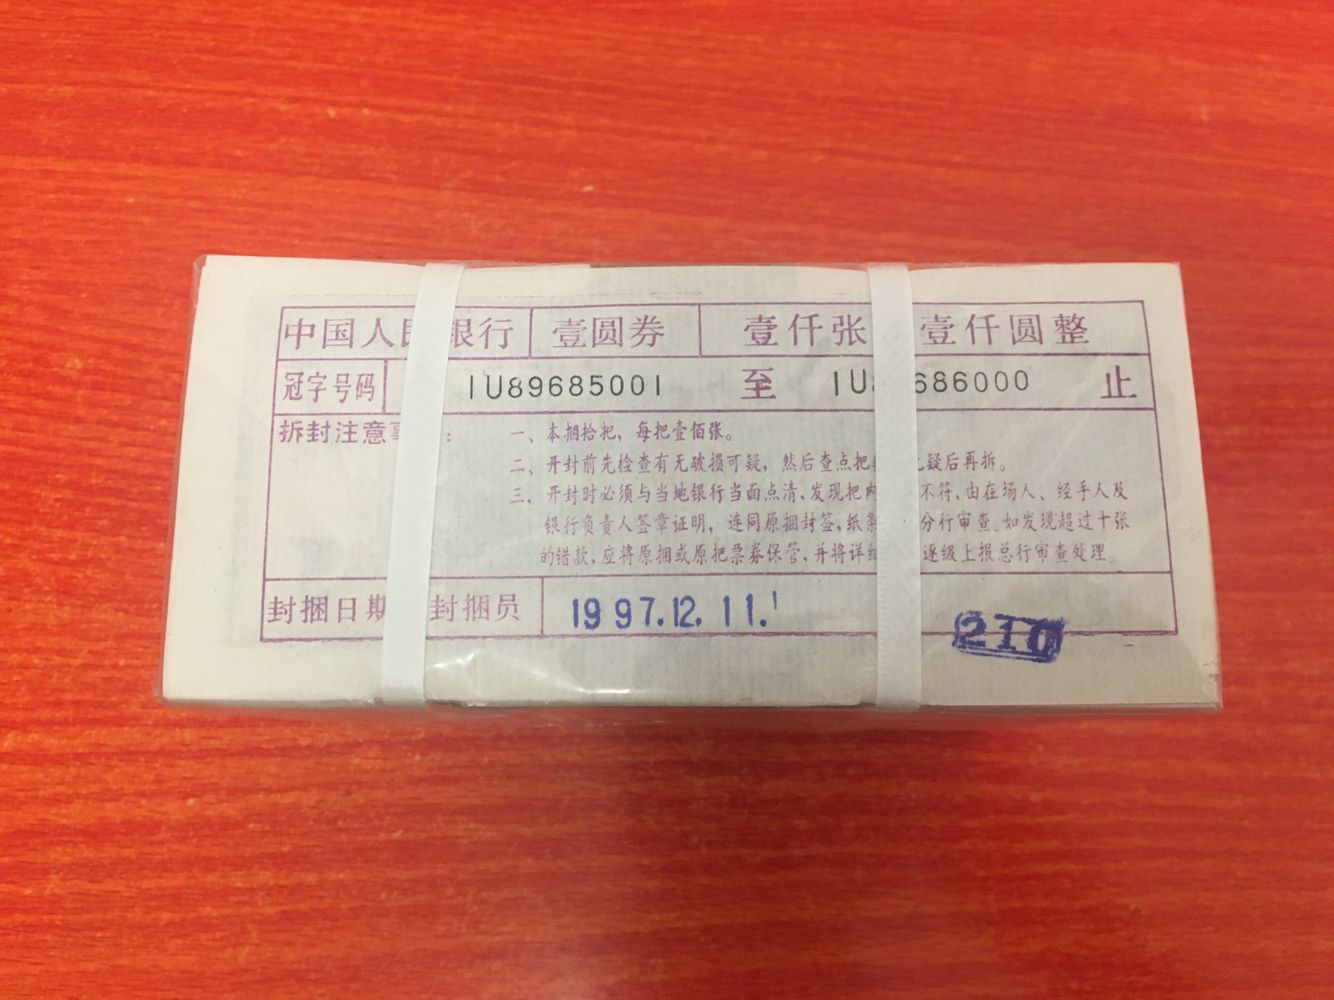 中国人民银行 壹圆券 壹仟张 壹仟圆整
冠字号码 IU89685001 至 IU 686000 止
拆封注意事 : 一、本捆拾把，每把壹佰张。
二、开封前先检查有无破损可疑，然后查点把 无疑后再拆。
三、开封时必须与当地银行当面点清、发现把内 不符、由在场人、经手人及
银行负责人签章证明，连同原捆封签，纸条 分行审查。如发现超过十张
的错款，应将原捆或原把票券保管，并将详细 逐级上报总行审查处理。
封捆日期 封捆员 1997.12.11.
210